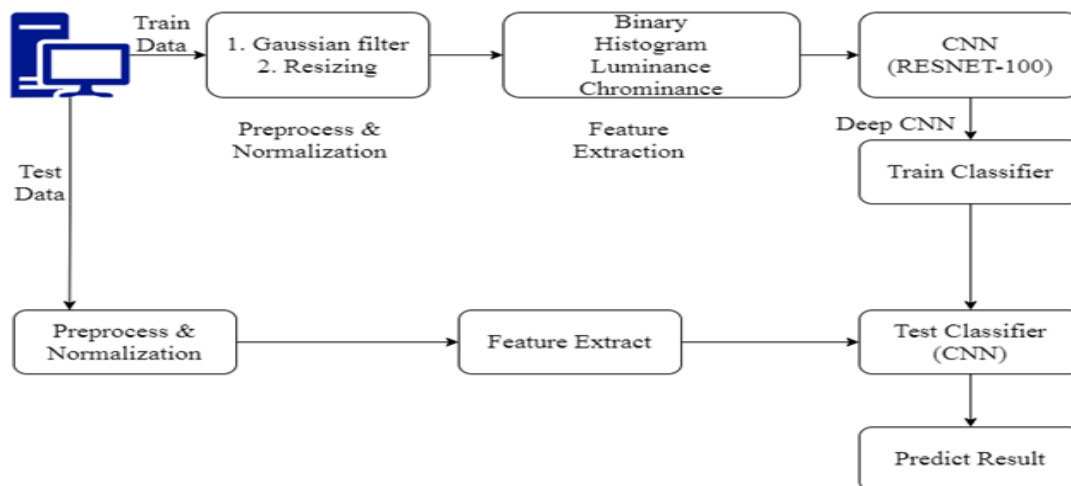 Train
Data
1. Gaussian filter
2. Resizing
Binary
Histogram
Luminance
Chrominance
CNN
(RESNET-100)
Preprocess &
Normalization
Feature
Extraction
Deep CNN
Train Classifier
Test
Data
Preprocess &
Normalization
Feature Extract
Test Classifier
(CNN)
Predict Result